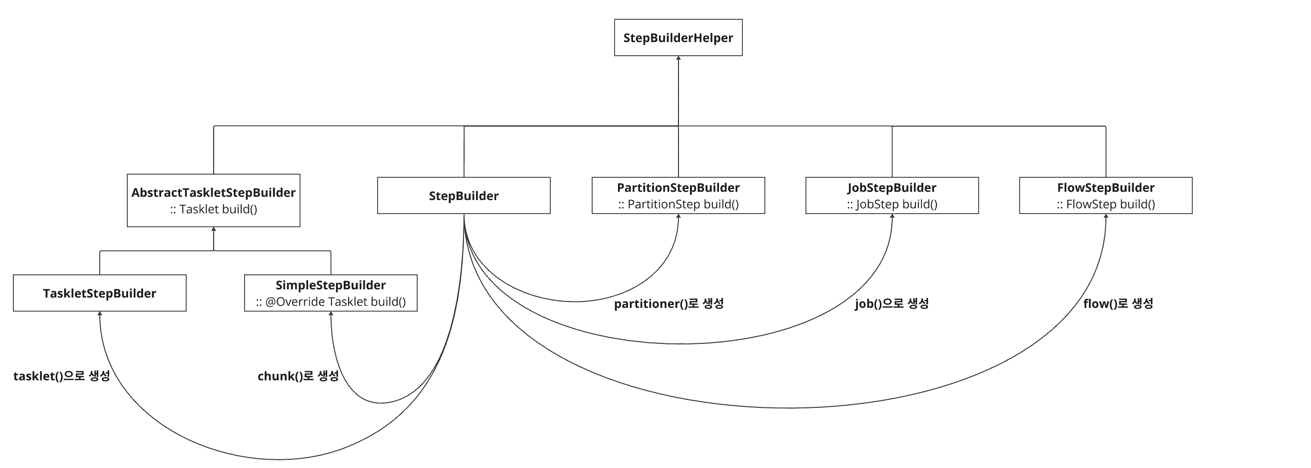 StepBuilderHelper
AbstractTaskletStepBuilder
:: Tasklet build()
StepBuilder
PartitionStepBuilder
:: PartitionStep build()
JobStepBuilder
:: JobStep build()
FlowStepBuilder
:: FlowStep build()
TaskletStepBuilder
SimpleStepBuilder
:: @Override Tasklet build()
partitioner()로 생성
job()으로 생성
flow()로 생성
tasklet()으로 생성
chunk()로 생성